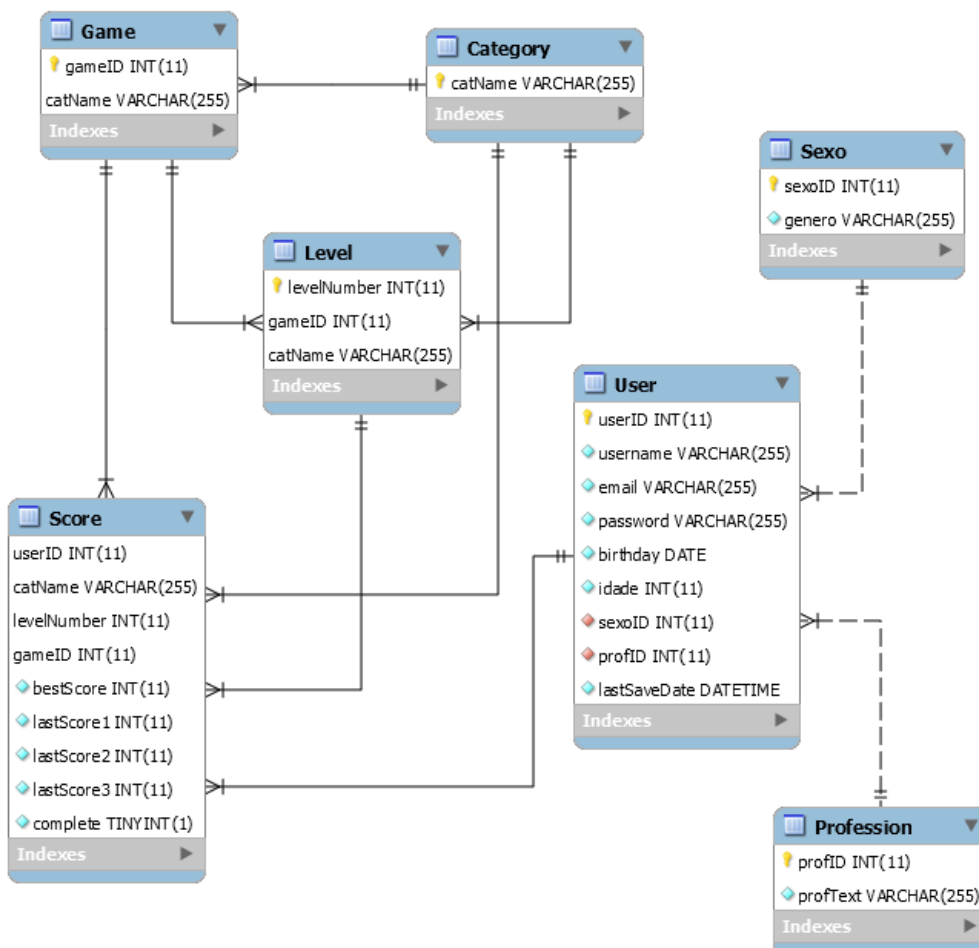 Game
gameID INT(11)
catName VARCHAR(255)
Indexes
Category
catName VARCHAR(255)
Indexes
Sexo
sexoID INT(11)
genero VARCHAR(255)
Indexes
Level
levelNumber INT(11)
gameID INT(11)
catName VARCHAR(255)
Indexes
User
userID INT(11)
username VARCHAR(255)
email VARCHAR(255)
password VARCHAR(255)
birthday DATE
idade INT(11)
sexoID INT(11)
profID INT(11)
lastSaveDate DATETIME
Indexes
Score
userID INT(11)
catName VARCHAR(255)
levelNumber INT(11)
gameID INT(11)
bestScore INT(11)
lastScore1 INT(11)
lastScore2 INT(11)
lastScore3 INT(11)
complete TINYINT(1)
Indexes
Profession
profID INT(11)
profText VARCHAR(255)
Indexes